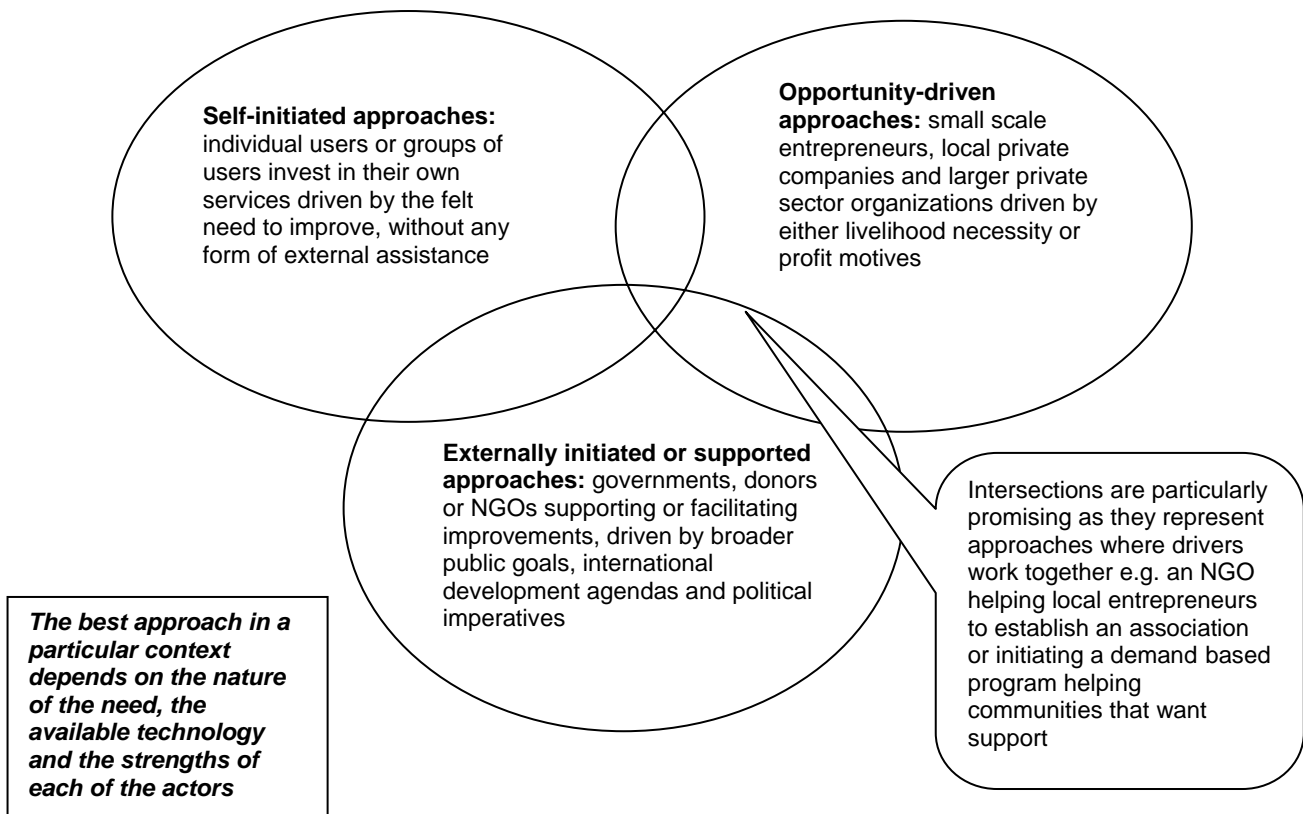 Self-initiated approaches:
individual users or groups of
users invest in their own
services driven by the felt
need to improve, without any
form of external assistance
Opportunity-driven
approaches: small scale
entrepreneurs, local private
companies and larger private
sector organizations driven by
either livelihood necessity or
profit motives
Externally initiated or supported
approaches: governments, donors
or NGOs supporting or facilitating
improvements, driven by broader
public goals, international
development agendas and political
imperatives
Intersections are particularly
promising as they represent
approaches where drivers
work together e.g. an NGO
helping local entrepreneurs
to establish an association
or initiating a demand based
program helping
communities that want
support
The best approach in a
particular context
depends on the nature
of the need, the
available technology
and the strengths of
each of the actors